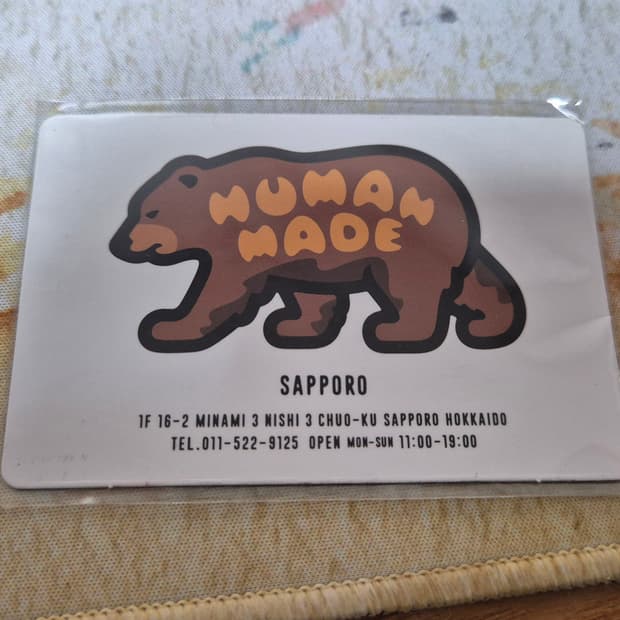 HUMAN
MADE
SAPPORO
1F 16-2 MINAMI 3 NISHI 3 CHUO-KU SAPPORO HOKKAIDO
TEL.011-522-9125 OPEN MON-SUN 11:00-19:00